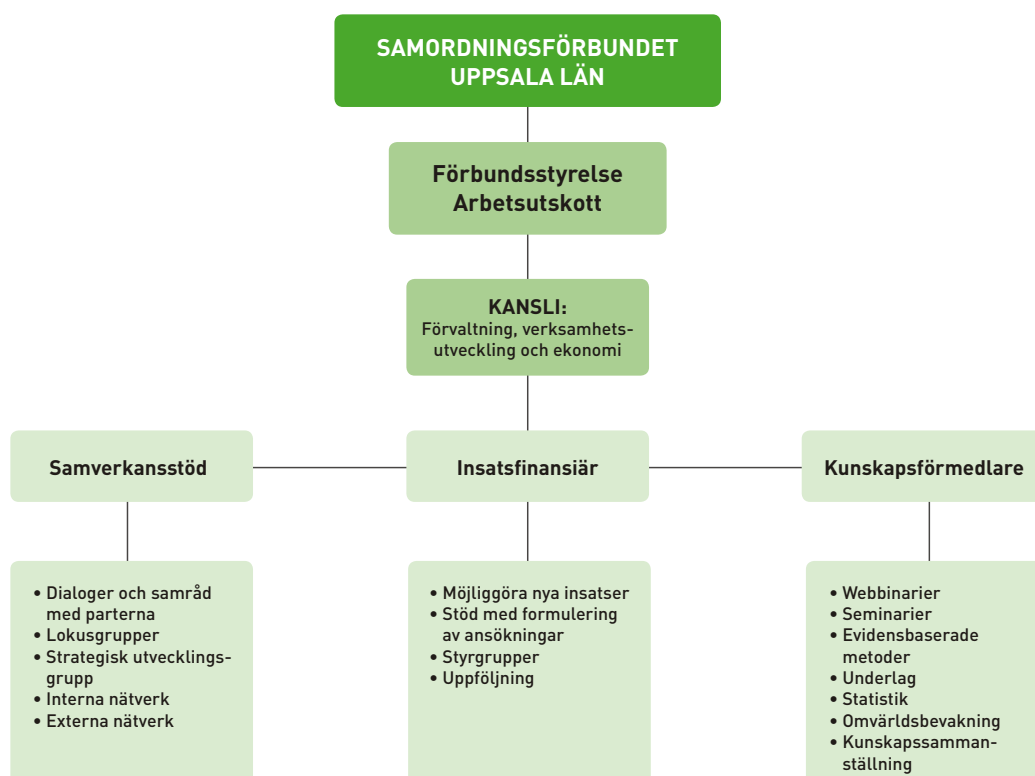 SAMORDNINGSFÖRBUNDET
UPPSALA LÄN
Förbundsstyrelse
Arbetsutskott
KANSLI:
Förvaltning, verksamhets-
utveckling och ekonomi
Samverkansstöd
Insatsfinansiär
Kunskapsförmedlare
• Dialoger och samråd
med parterna
• Lokusgrupper
• Strategisk utvecklings-
grupp
• Interna nätverk
• Externa nätverk
• Möjliggöra nya insatser
• Stöd med formulering
av ansökningar
• Styrgrupper
• Uppföljning
• Webbinarier
• Seminarier
• Evidensbaserade
metoder
• Underlag
• Statistik
• Omvärldsbevakning
• Kunskapssamman-
ställning